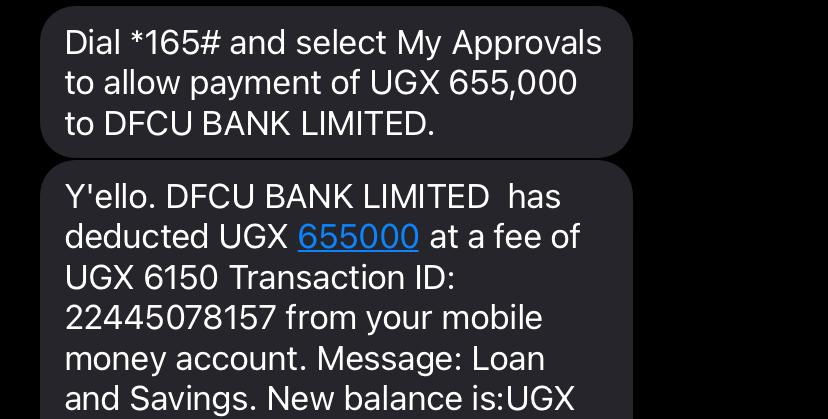 Dial *165# and select My Approvals
to allow payment of UGX 655,000
to DFCU BANK LIMITED.
Y'ello. DFCU BANK LIMITED  has
deducted UGX 655000 at a fee of
UGX 6150 Transaction ID:
22445078157 from your mobile
money account. Message: Loan
and Savings. New balance is:UGX